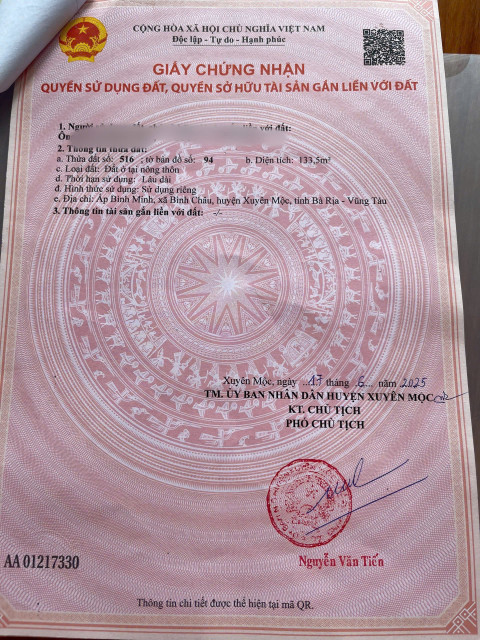 CỘNG HÒA XÃ HỘI CHỦ NGHĨA VIỆT NAM
Độc lập - Tự do - Hạnh phúc
GIẤY CHỨNG NHẬN
QUYỀN SỬ DỤNG ĐẤT, QUYỀN SỞ HỮU TÀI SẢN GẮN LIỀN VỚI ĐẤT
1. Người liền với đất:
2. Thông tin thửa đất:
a. Thửa đất số: 516 ; tờ bản đồ số: 94 b. Diện tích: 133,5m²
c. Loại đất: Đất ở tại nông thôn
d. Thời hạn sử dụng: Lâu dài
đ. Hình thức sử dụng: Sử dụng riêng
e. Địa chỉ: Ấp Bình Minh, xã Bình Châu, huyện Xuyên Mộc, tỉnh Bà Rịa - Vũng Tàu
3. Thông tin tài sản gắn liền với đất: -/-
Xuyên Mộc, ngày ..17 tháng ..6... năm 2025
TM. ỦY BAN NHÂN DÂN HUYỆN XUYÊN MỘC
KT. CHỦ TỊCH
PHÓ CHỦ TỊCH
Nguyễn Văn Tiến
AA 01217330
Thông tin chi tiết được thể hiện tại mã QR.